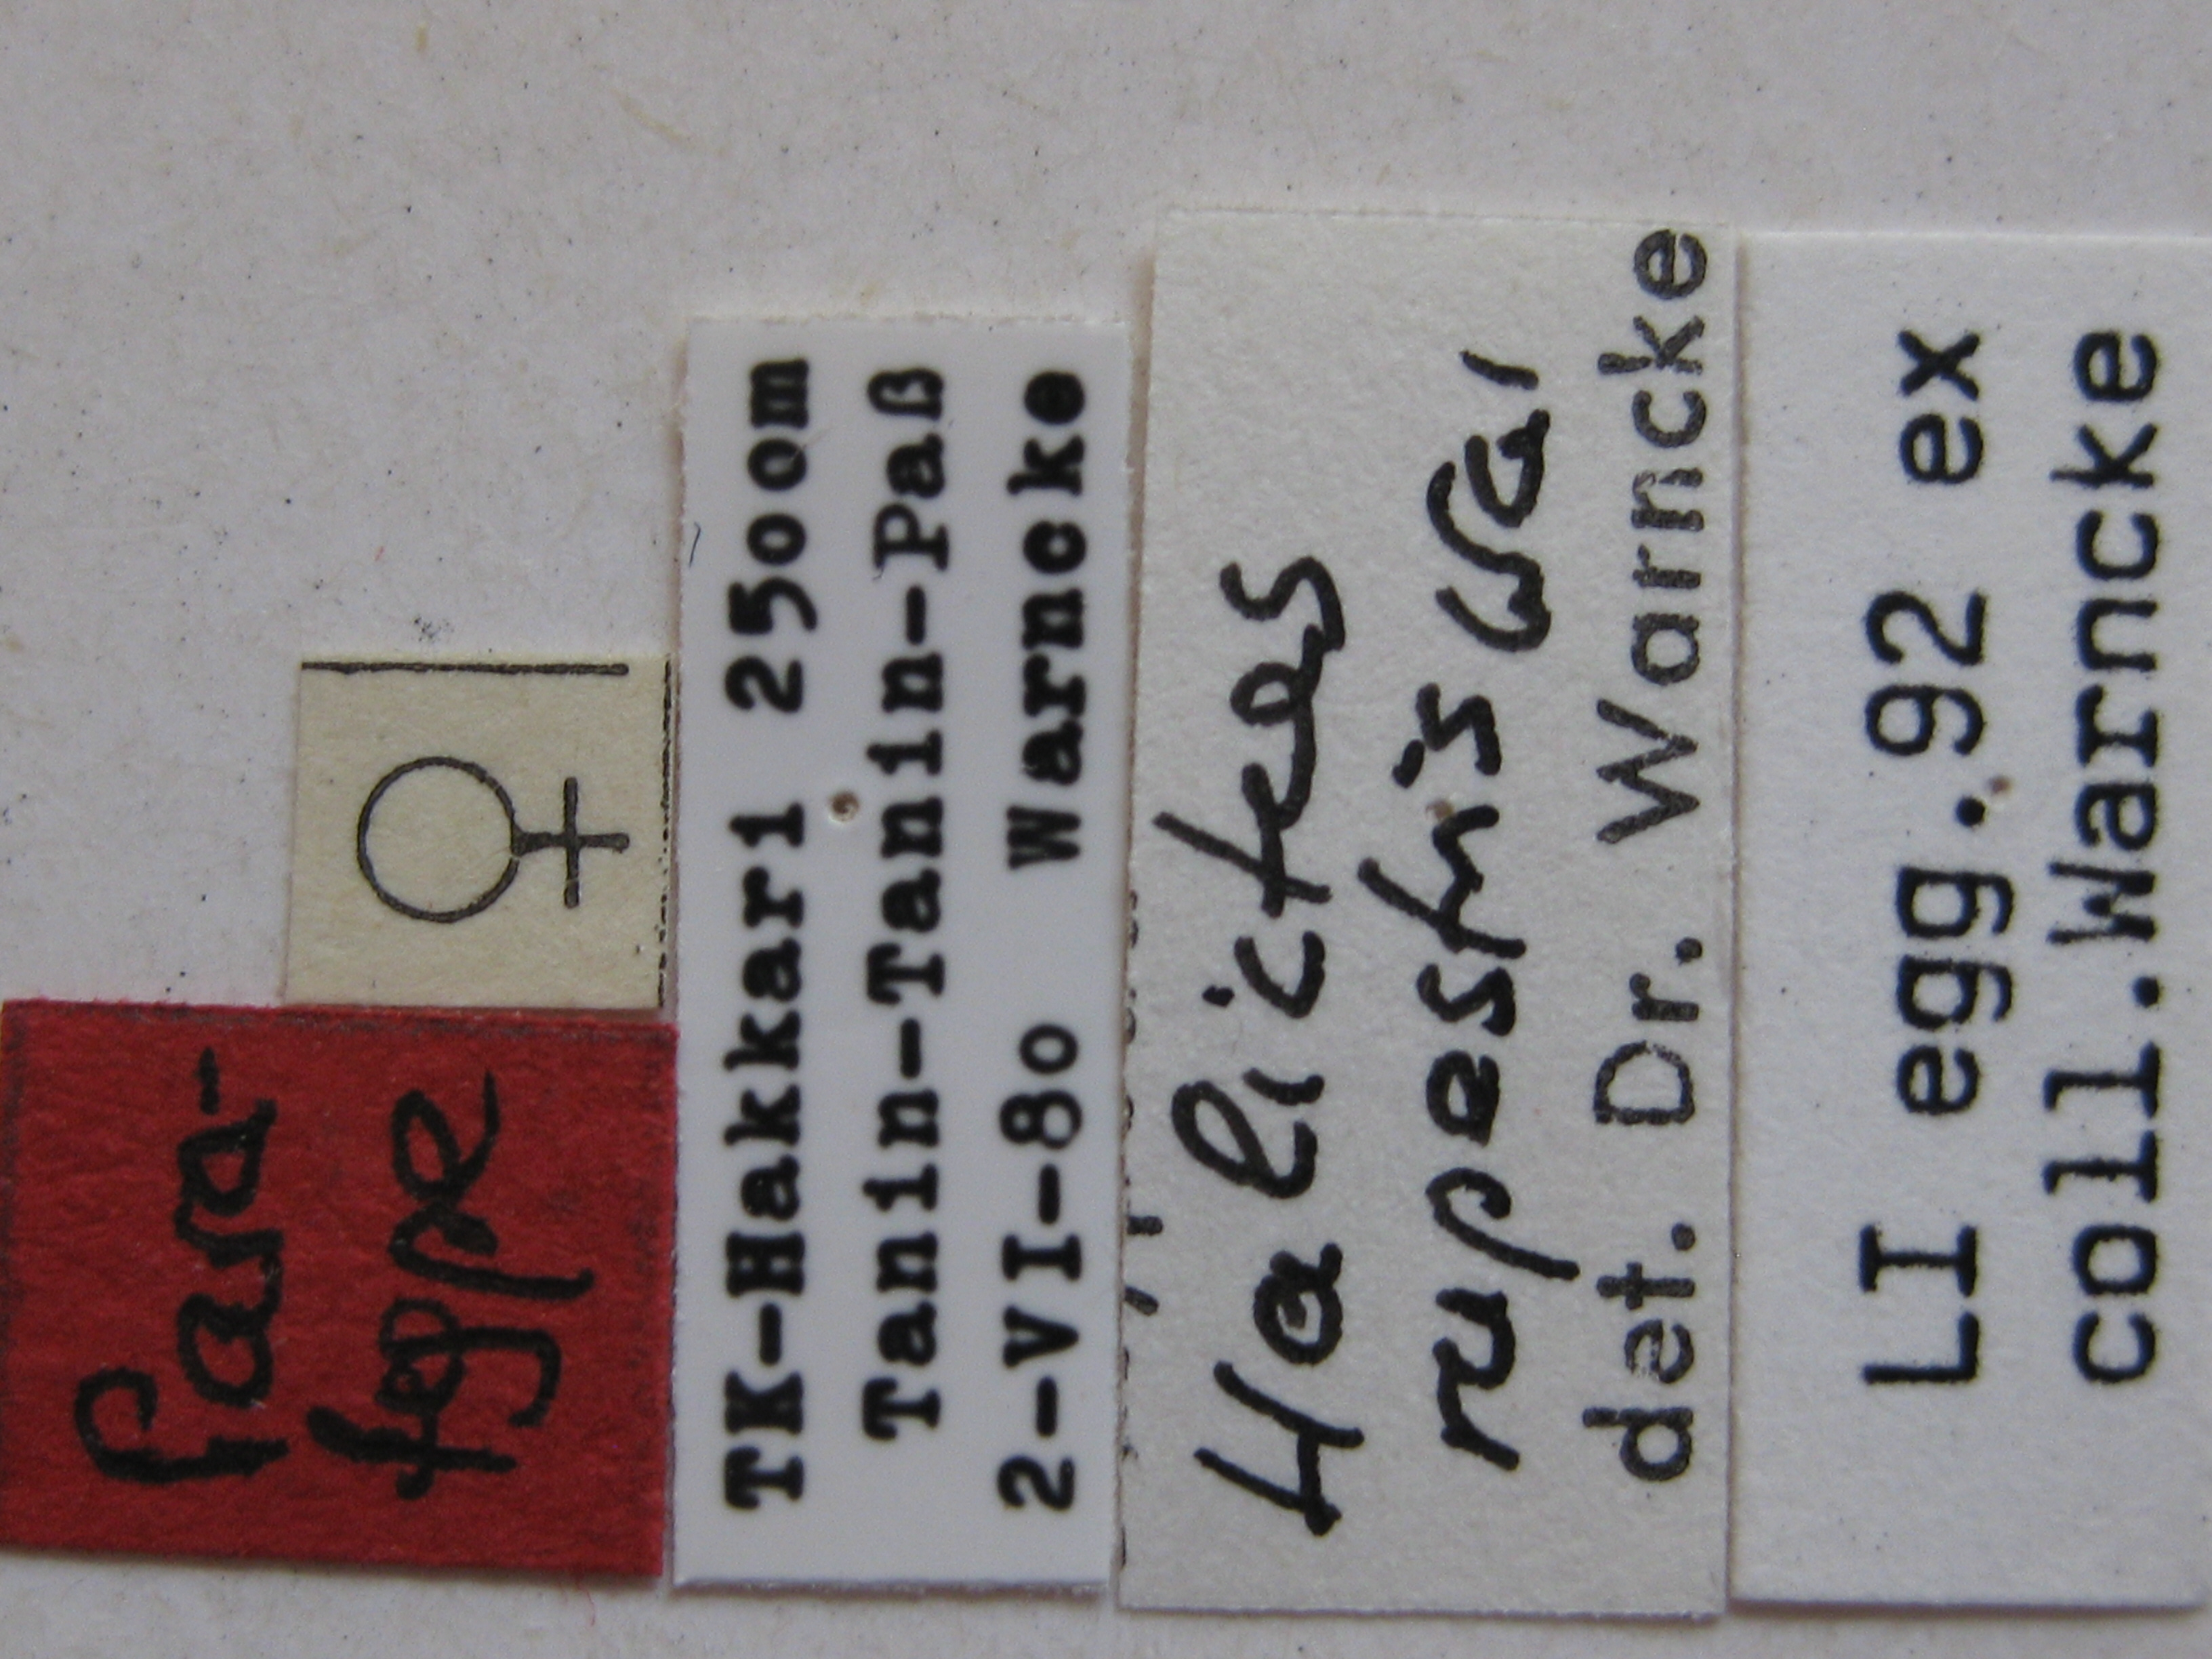 Para-
type
♀
TK-Hakkari 25oom
Tanin-Tanin-Paß
2-VI-8o Warncke
Halictus
rupestris War
det. Dr. Warncke
LI egg.92 ex
coll.Warncke